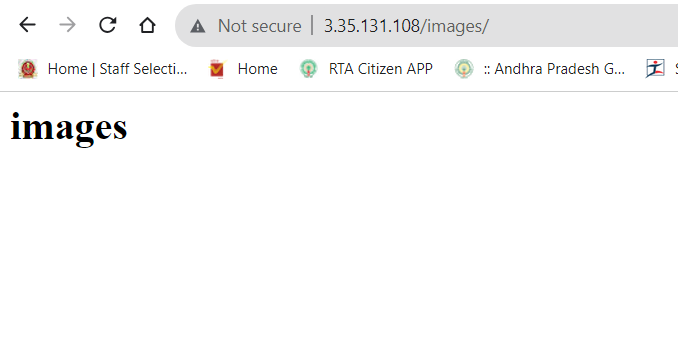 Not secure | 3.35.131.108/images/
Home | Staff Selecti... Home RTA Citizen APP :: Andhra Pradesh G... S
images